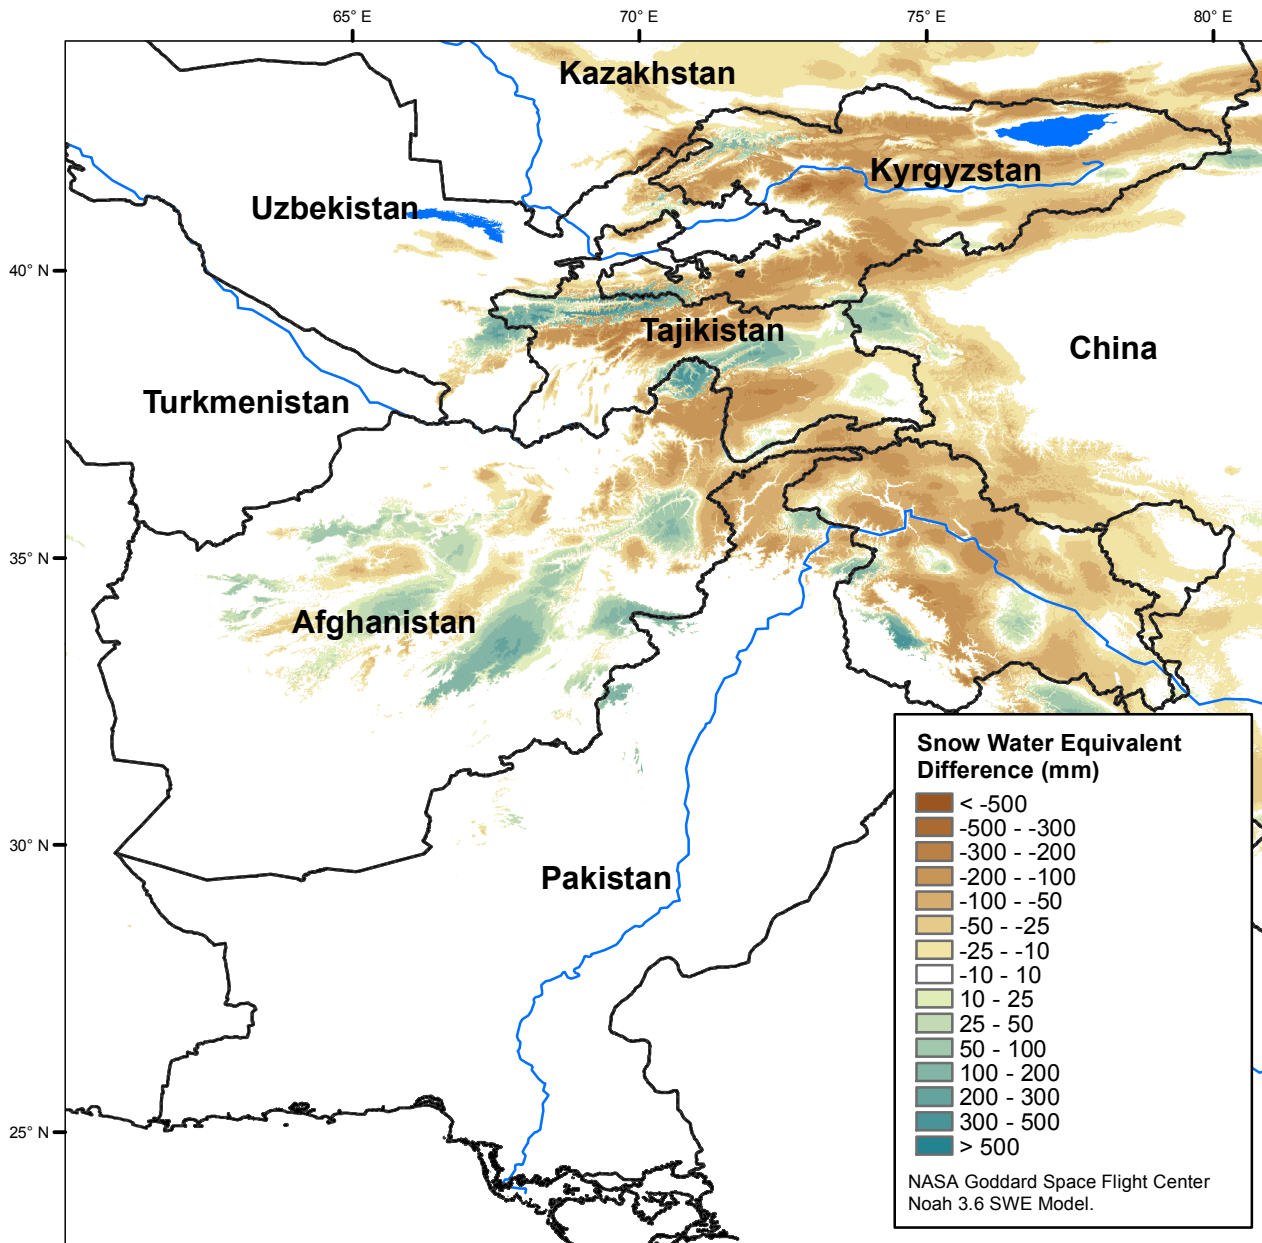 65° E
70° E
75° E
80° E
Kazakhstan
Kyrgyzstan
Uzbekistan
40° N
Tajikistan
China
Turkmenistan
35° N
Afghanistan
30° N
Pakistan
25° N
Snow Water Equivalent
Difference (mm)
< -500
-500 - -300
-300 - -200
-200 - -100
-100 - -50
-50 - -25
-25 - -10
-10 - 10
10 - 25
25 - 50
50 - 100
100 - 200
200 - 300
300 - 500
> 500
NASA Goddard Space Flight Center
Noah 3.6 SWE Model.